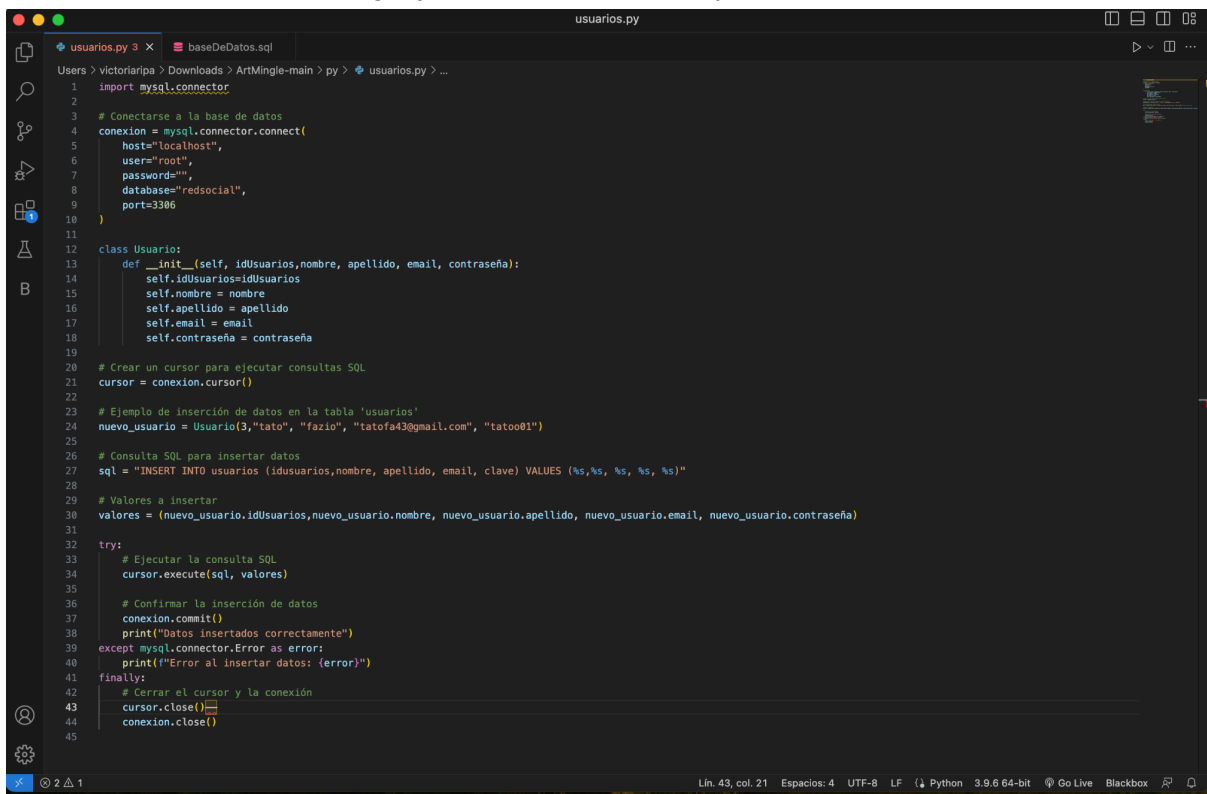 usuarios.py
usuarios.py 3
baseDeDatos.sql
Users > victoriaripa > Downloads > ArtMingle-main > py > usuarios.py > ...
1 import mysql.connector
2
3 # Conectarse a la base de datos
4 conexion = mysql.connector.connect(
5     host="localhost",
6     user="root",
7     password="",
8     database="redsocial",
9     port=3306
10 )
11
12 class Usuario:
13     def __init__(self, idUsuarios,nombre, apellido, email, contraseña):
14         self.idUsuarios=idUsuarios
15         self.nombre = nombre
16         self.apellido = apellido
17         self.email = email
18         self.contraseña = contraseña
19
20 # Crear un cursor para ejecutar consultas SQL
21 cursor = conexion.cursor()
22
23 # Ejemplo de inserción de datos en la tabla 'usuarios'
24 nuevo_usuario = Usuario(3,"tato", "fazio", "tatofa43@gmail.com", "tatoo01")
25
26 # Consulta SQL para insertar datos
27 sql = "INSERT INTO usuarios (idusuarios,nombre, apellido, email, clave) VALUES (%s,%s, %s, %s, %s)"
28
29 # Valores a insertar
30 valores = (nuevo_usuario.idUsuarios,nuevo_usuario.nombre, nuevo_usuario.apellido, nuevo_usuario.email, nuevo_usuario.contraseña)
31
32 try:
33     # Ejecutar la consulta SQL
34     cursor.execute(sql, valores)
35
36     # Confirmar la inserción de datos
37     conexion.commit()
38     print("Datos insertados correctamente")
39 except mysql.connector.Error as error:
40     print(f"Error al insertar datos: {error}")
41 finally:
42     # Cerrar el cursor y la conexión
43     cursor.close()—
44     conexion.close()
45
1
B
2 1
Lín. 43, col. 21 Espacios: 4 UTF-8 LF Python 3.9.6 64-bit Go Live Blackbox